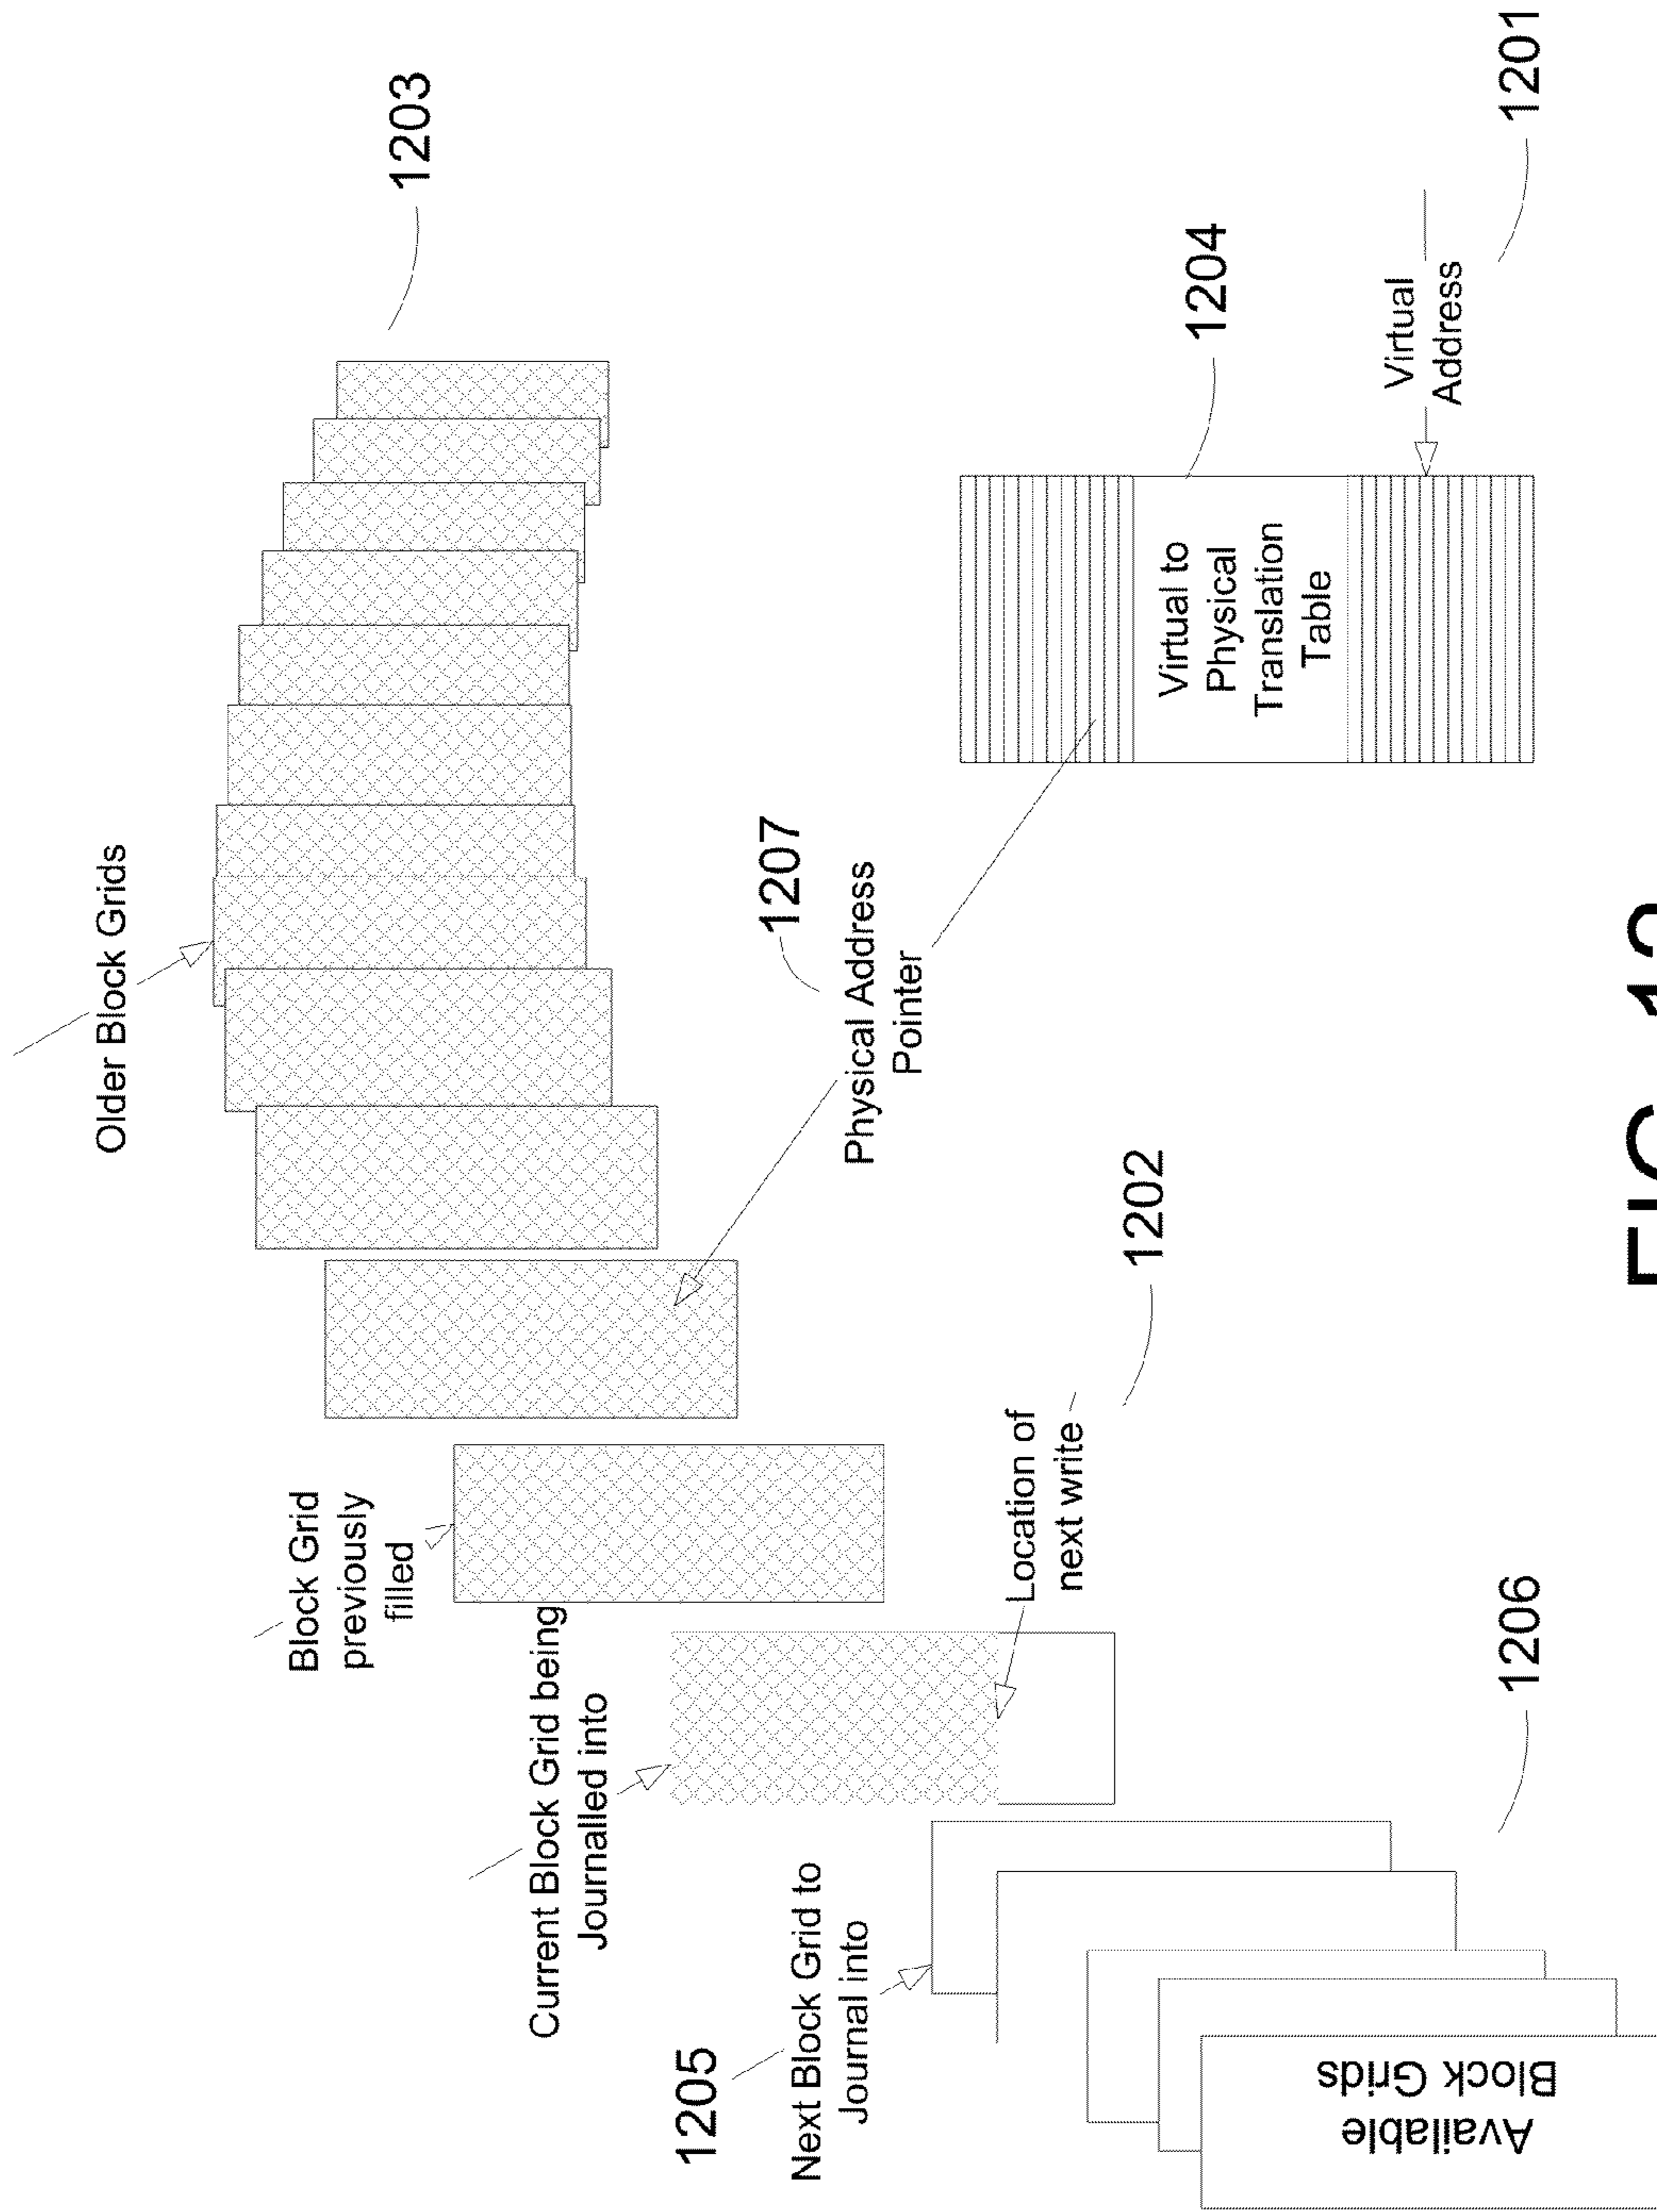 Older Block Grids
Block Grid
previously
filled
1203
Current Block Grid being
Journalled into
1205
Next Block Grid to
Journal into
1207
Physical Address
Pointer
Location of
next write
1202
Virtual to
Physical
Translation
Table
1204
Virtual
Address
1201
Available
Block Grids
1206